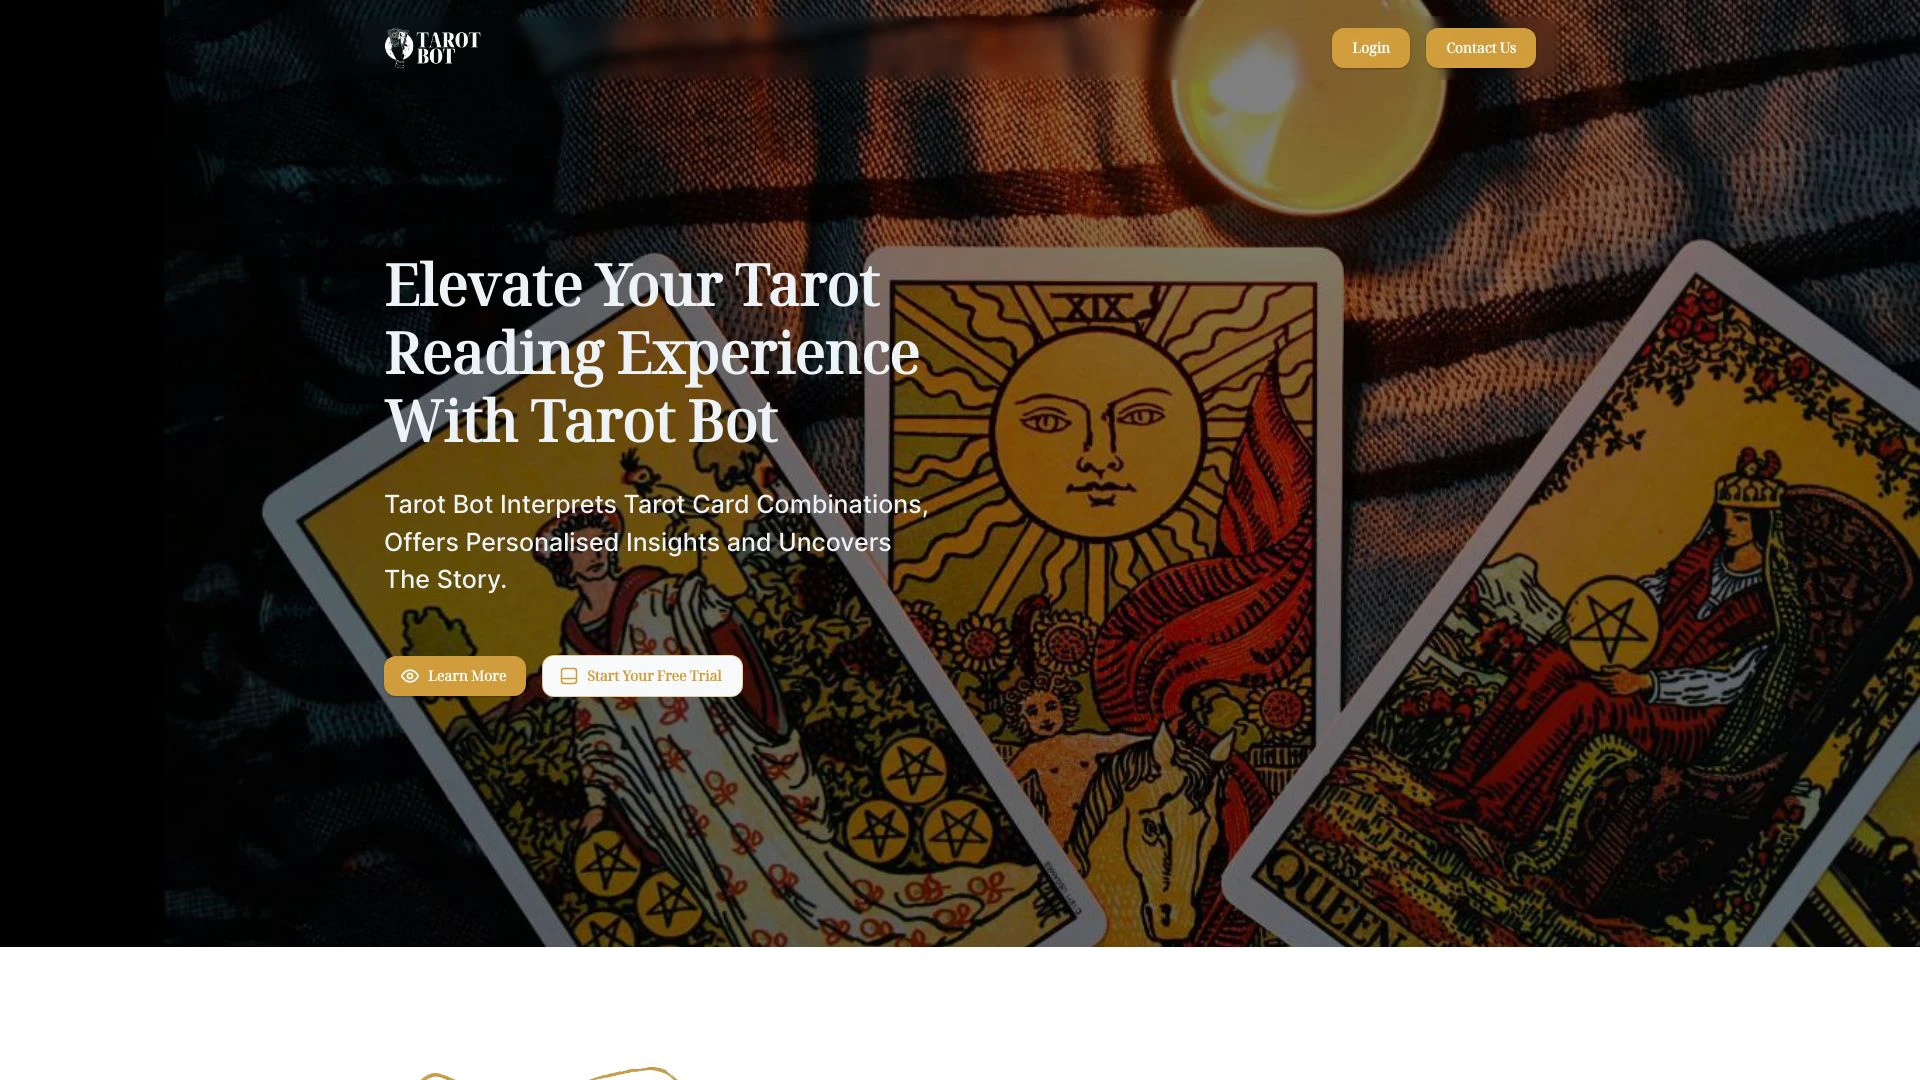 TAROT
BOT
Login
Contact Us
Elevate Your Tarot
Reading Experience
With Tarot Bot
XIX
Tarot Bot Interprets Tarot Card Combinations,
Offers Personalised Insights and Uncovers
The Story.
Learn More
Start Your Free Trial
QUEEN